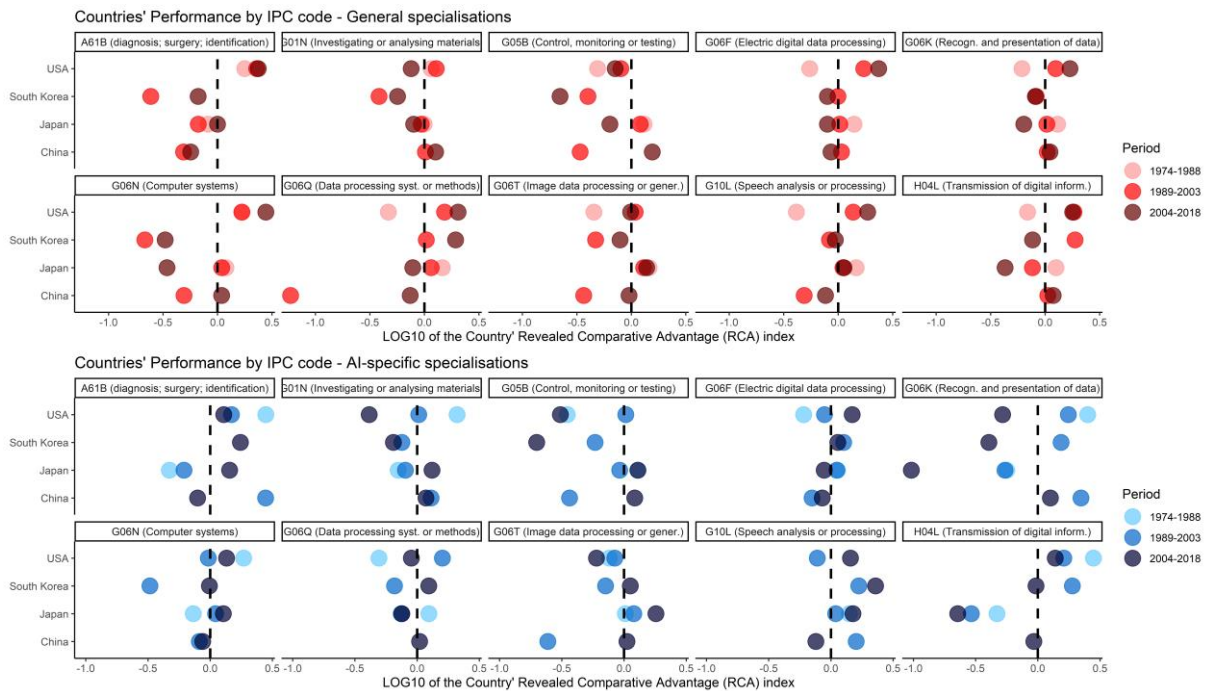 Countries' Performance by IPC code - General specialisations
A61B (diagnosis; surgery; identification)
G01N (Investigating or analysing materials
G05B (Control, monitoring or testing)
G06F (Electric digital data processing)
G06K (Recogn. and presentation of data)
USA
South Korea
Japan
China
G06N (Computer systems)
G06Q (Data processing syst. or methods)
G06T (Image data processing or gener.)
G10L (Speech analysis or processing)
H04L (Transmission of digital inform.)
USA
South Korea
Japan
China
-1.0 -0.5 0.0 0.5 -1.0 -0.5 0.0 0.5 -1.0 -0.5 0.0 0.5 -1.0 -0.5 0.0 0.5 -1.0 -0.5 0.0 0.5
LOG10 of the Country' Revealed Comparative Advantage (RCA) index
Period
1974-1988
1989-2003
2004-2018
Countries' Performance by IPC code - AI-specific specialisations
A61B (diagnosis; surgery; identification)
G01N (Investigating or analysing materials
G05B (Control, monitoring or testing)
G06F (Electric digital data processing)
G06K (Recogn. and presentation of data)
USA
South Korea
Japan
China
G06N (Computer systems)
G06Q (Data processing syst. or methods)
G06T (Image data processing or gener.)
G10L (Speech analysis or processing)
H04L (Transmission of digital inform.)
USA
South Korea
Japan
China
-1.0 -0.5 0.0 0.5 -1.0 -0.5 0.0 0.5 -1.0 -0.5 0.0 0.5 -1.0 -0.5 0.0 0.5 -1.0 -0.5 0.0 0.5
LOG10 of the Country' Revealed Comparative Advantage (RCA) index
Period
1974-1988
1989-2003
2004-2018